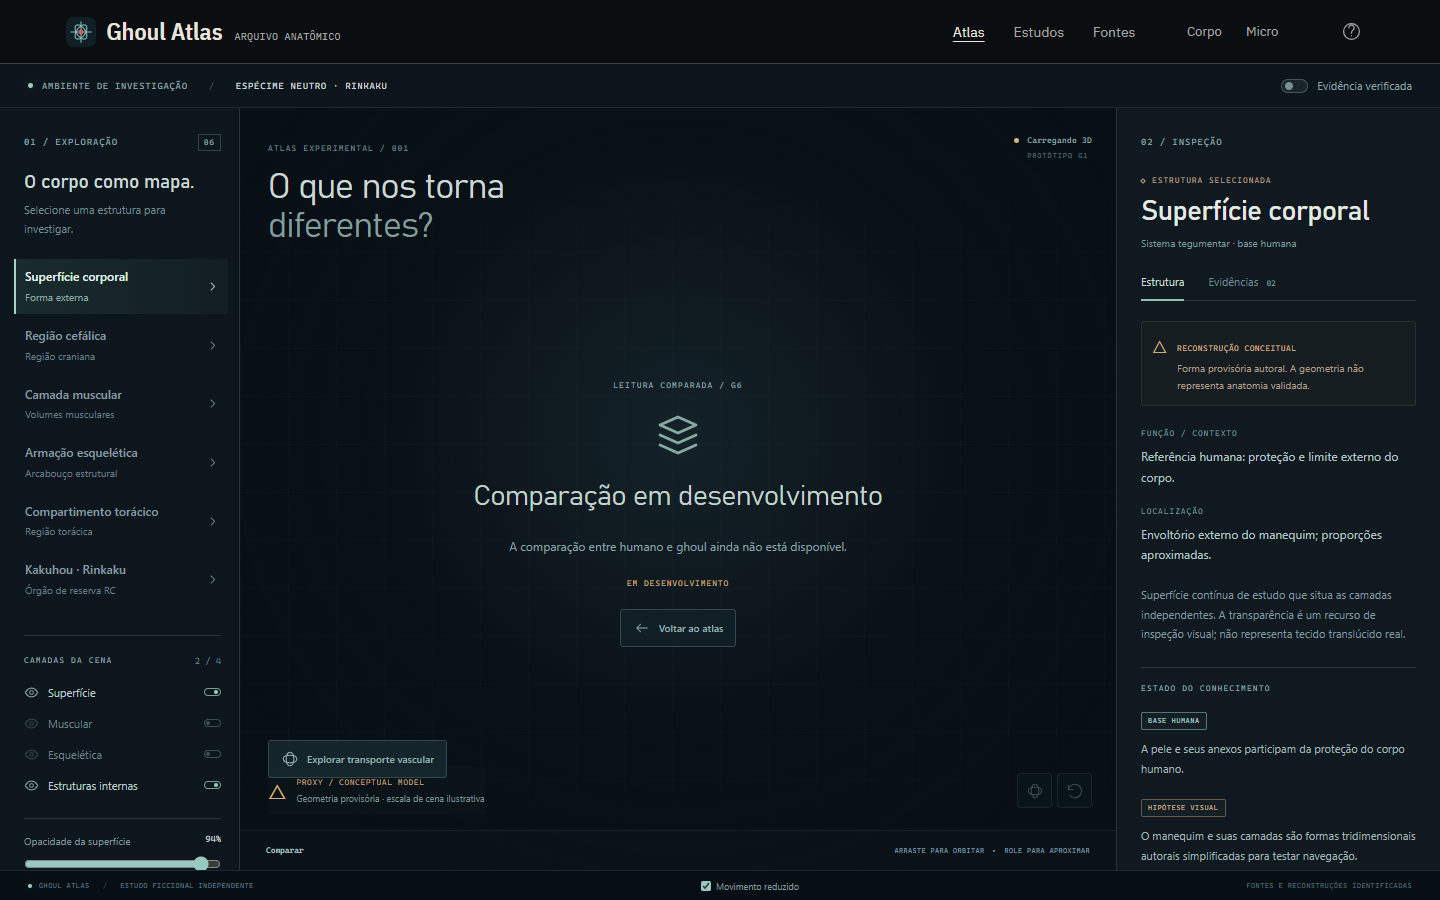 Ghoul Atlas ARQUIVO ANATÔMICO
Atlas Estudos Fontes Corpo Micro ?
AMBIENTE DE INVESTIGAÇÃO / ESPÉCIME NEUTRO · RINKAKU
Evidência verificada
01 / EXPLORAÇÃO 06
O corpo como mapa.
Selecione uma estrutura para
investigar.
Superfície corporal
Forma externa
Região cefálica
Região craniana
Camada muscular
Volumes musculares
Armação esquelética
Arcabouço estrutural
Compartimento torácico
Região torácica
Kakuhou · Rinkaku
Órgão de reserva RC
CAMADAS DA CENA 2 / 4
Superfície
Muscular
Esquelética
Estruturas internas
Opacidade da superfície 94%
ATLAS EXPERIMENTAL / 001
O que nos torna
diferentes?
Carregando 3D
PROTÓTIPO G1
LEITURA COMPARADA / G6
Comparação em desenvolvimento
A comparação entre humano e ghoul ainda não está disponível.
EM DESENVOLVIMENTO
Voltar ao atlas
Explorar transporte vascular
PROXY / CONCEPTUAL MODEL
Geometria provisória · escala de cena ilustrativa
Comparar
ARRASTE PARA ORBITAR • ROLE PARA APROXIMAR
02 / INSPEÇÃO
ESTRUTURA SELECIONADA
Superfície corporal
Sistema tegumentar · base humana
Estrutura Evidências 02
RECONSTRUÇÃO CONCEITUAL
Forma provisória autoral. A geometria não
representa anatomia validada.
FUNÇÃO / CONTEXTO
Referência humana: proteção e limite externo do
corpo.
LOCALIZAÇÃO
Envoltório externo do manequim; proporções
aproximadas.
Superfície contínua de estudo que situa as camadas
independentes. A transparência é um recurso de
inspeção visual; não representa tecido translúcido real.
ESTADO DO CONHECIMENTO
BASE HUMANA
A pele e seus anexos participam da proteção do corpo
humano.
HIPÓTESE VISUAL
O manequim e suas camadas são formas tridimensionais
autorais simplificadas para testar navegação.
GHOUL ATLAS / ESTUDO FICCIONAL INDEPENDENTE
Movimento reduzido
FONTES E RECONSTRUÇÕES IDENTIFICADAS